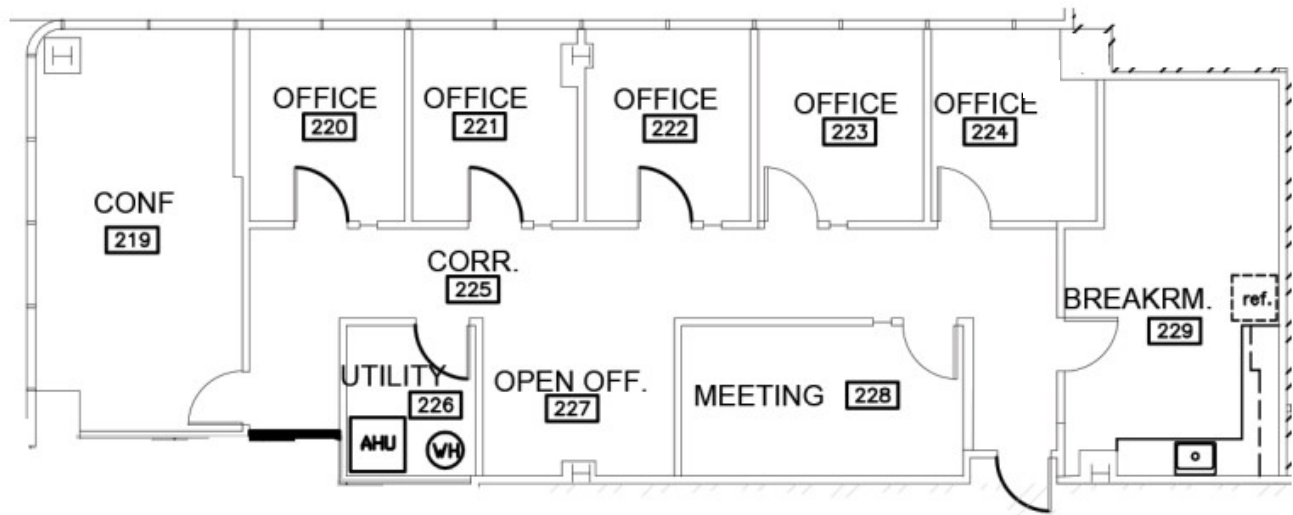 OFFICE
220
OFFICE
221
OFFICE
222
OFFICE
223
OFFICE
224
CONF
219
CORR.
225
BREAKRM.
229
ref.
UTILITY
226
OPEN OFF.
227
MEETING
228
AHU
WH